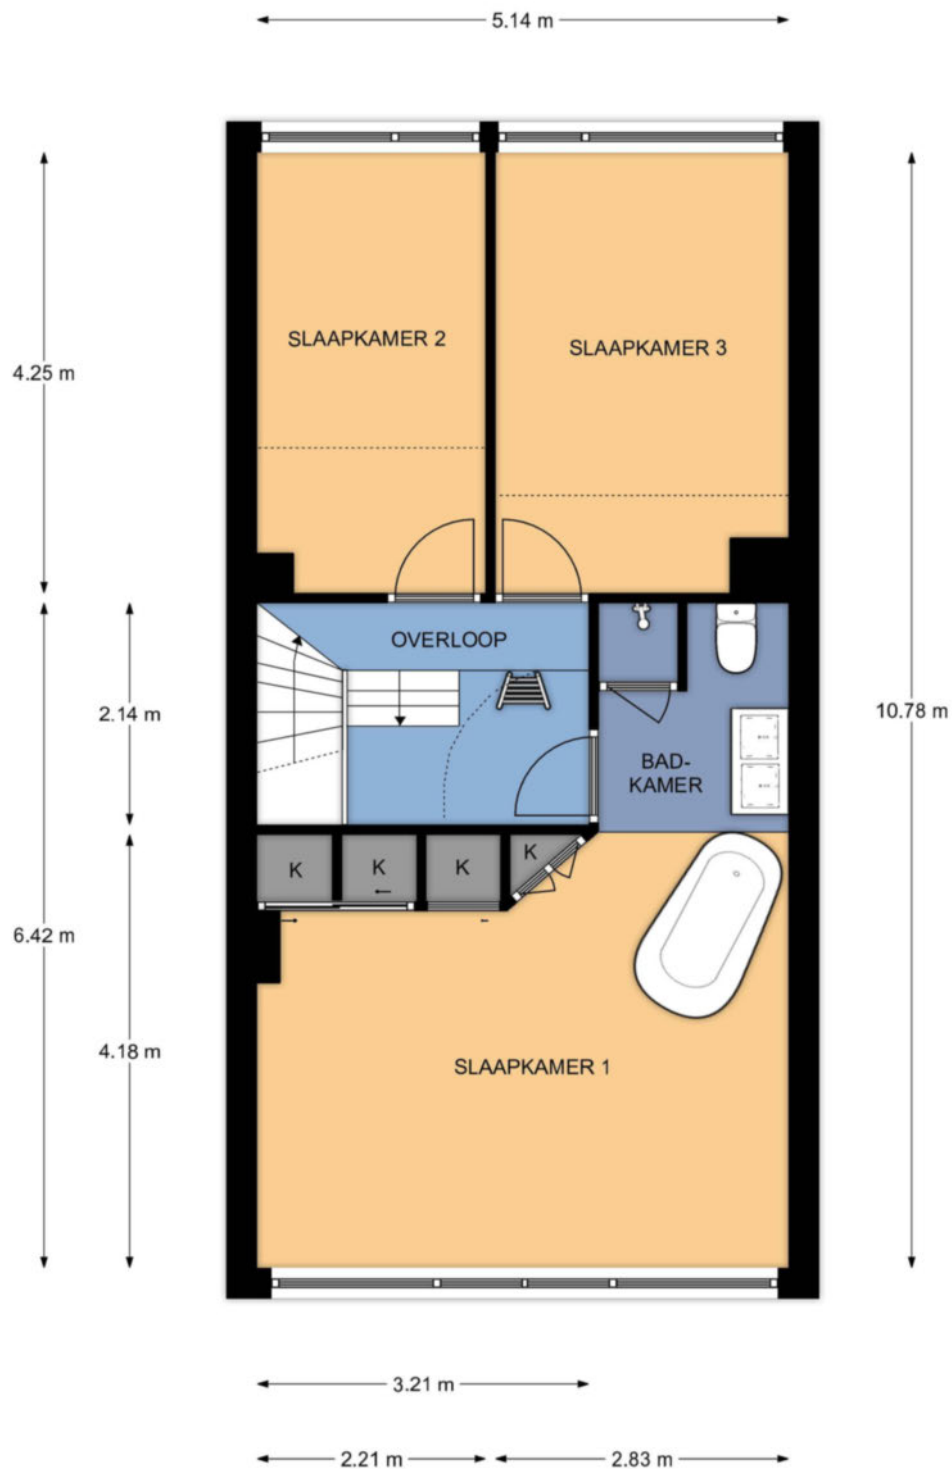 5.14 m
SLAAPKAMER 2
SLAAPKAMER 3
4.25 m
OVERLOOP
2.14 m
10.78 m
BAD-
KAMER
K
K
K
K
6.42 m
4.18 m
SLAAPKAMER 1
3.21 m
2.21 m
2.83 m